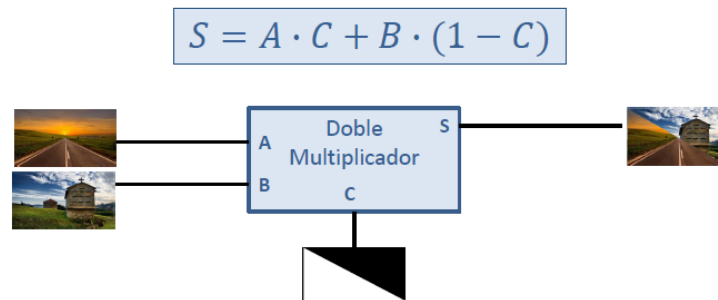 S = A · C + B · (1 − C)
Doble
Multiplicador
A
B
C
S